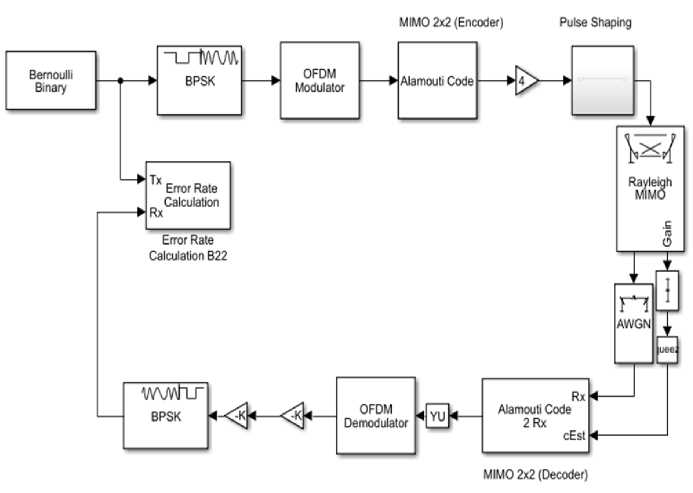 MIMO 2x2 (Encoder)
Pulse Shaping
Bernoulli
Binary
BPSK
OFDM
Modulator
Alamouti Code
4
Rayleigh
MIMO
Gain
Tx
Rx
Error Rate
Calculation
Error Rate
Calculation B22
AWGN
queez
BPSK
-K
-K
OFDM
Demodulator
YU
Rx
Alamouti Code
2 Rx
cEst
MIMO 2x2 (Decoder)